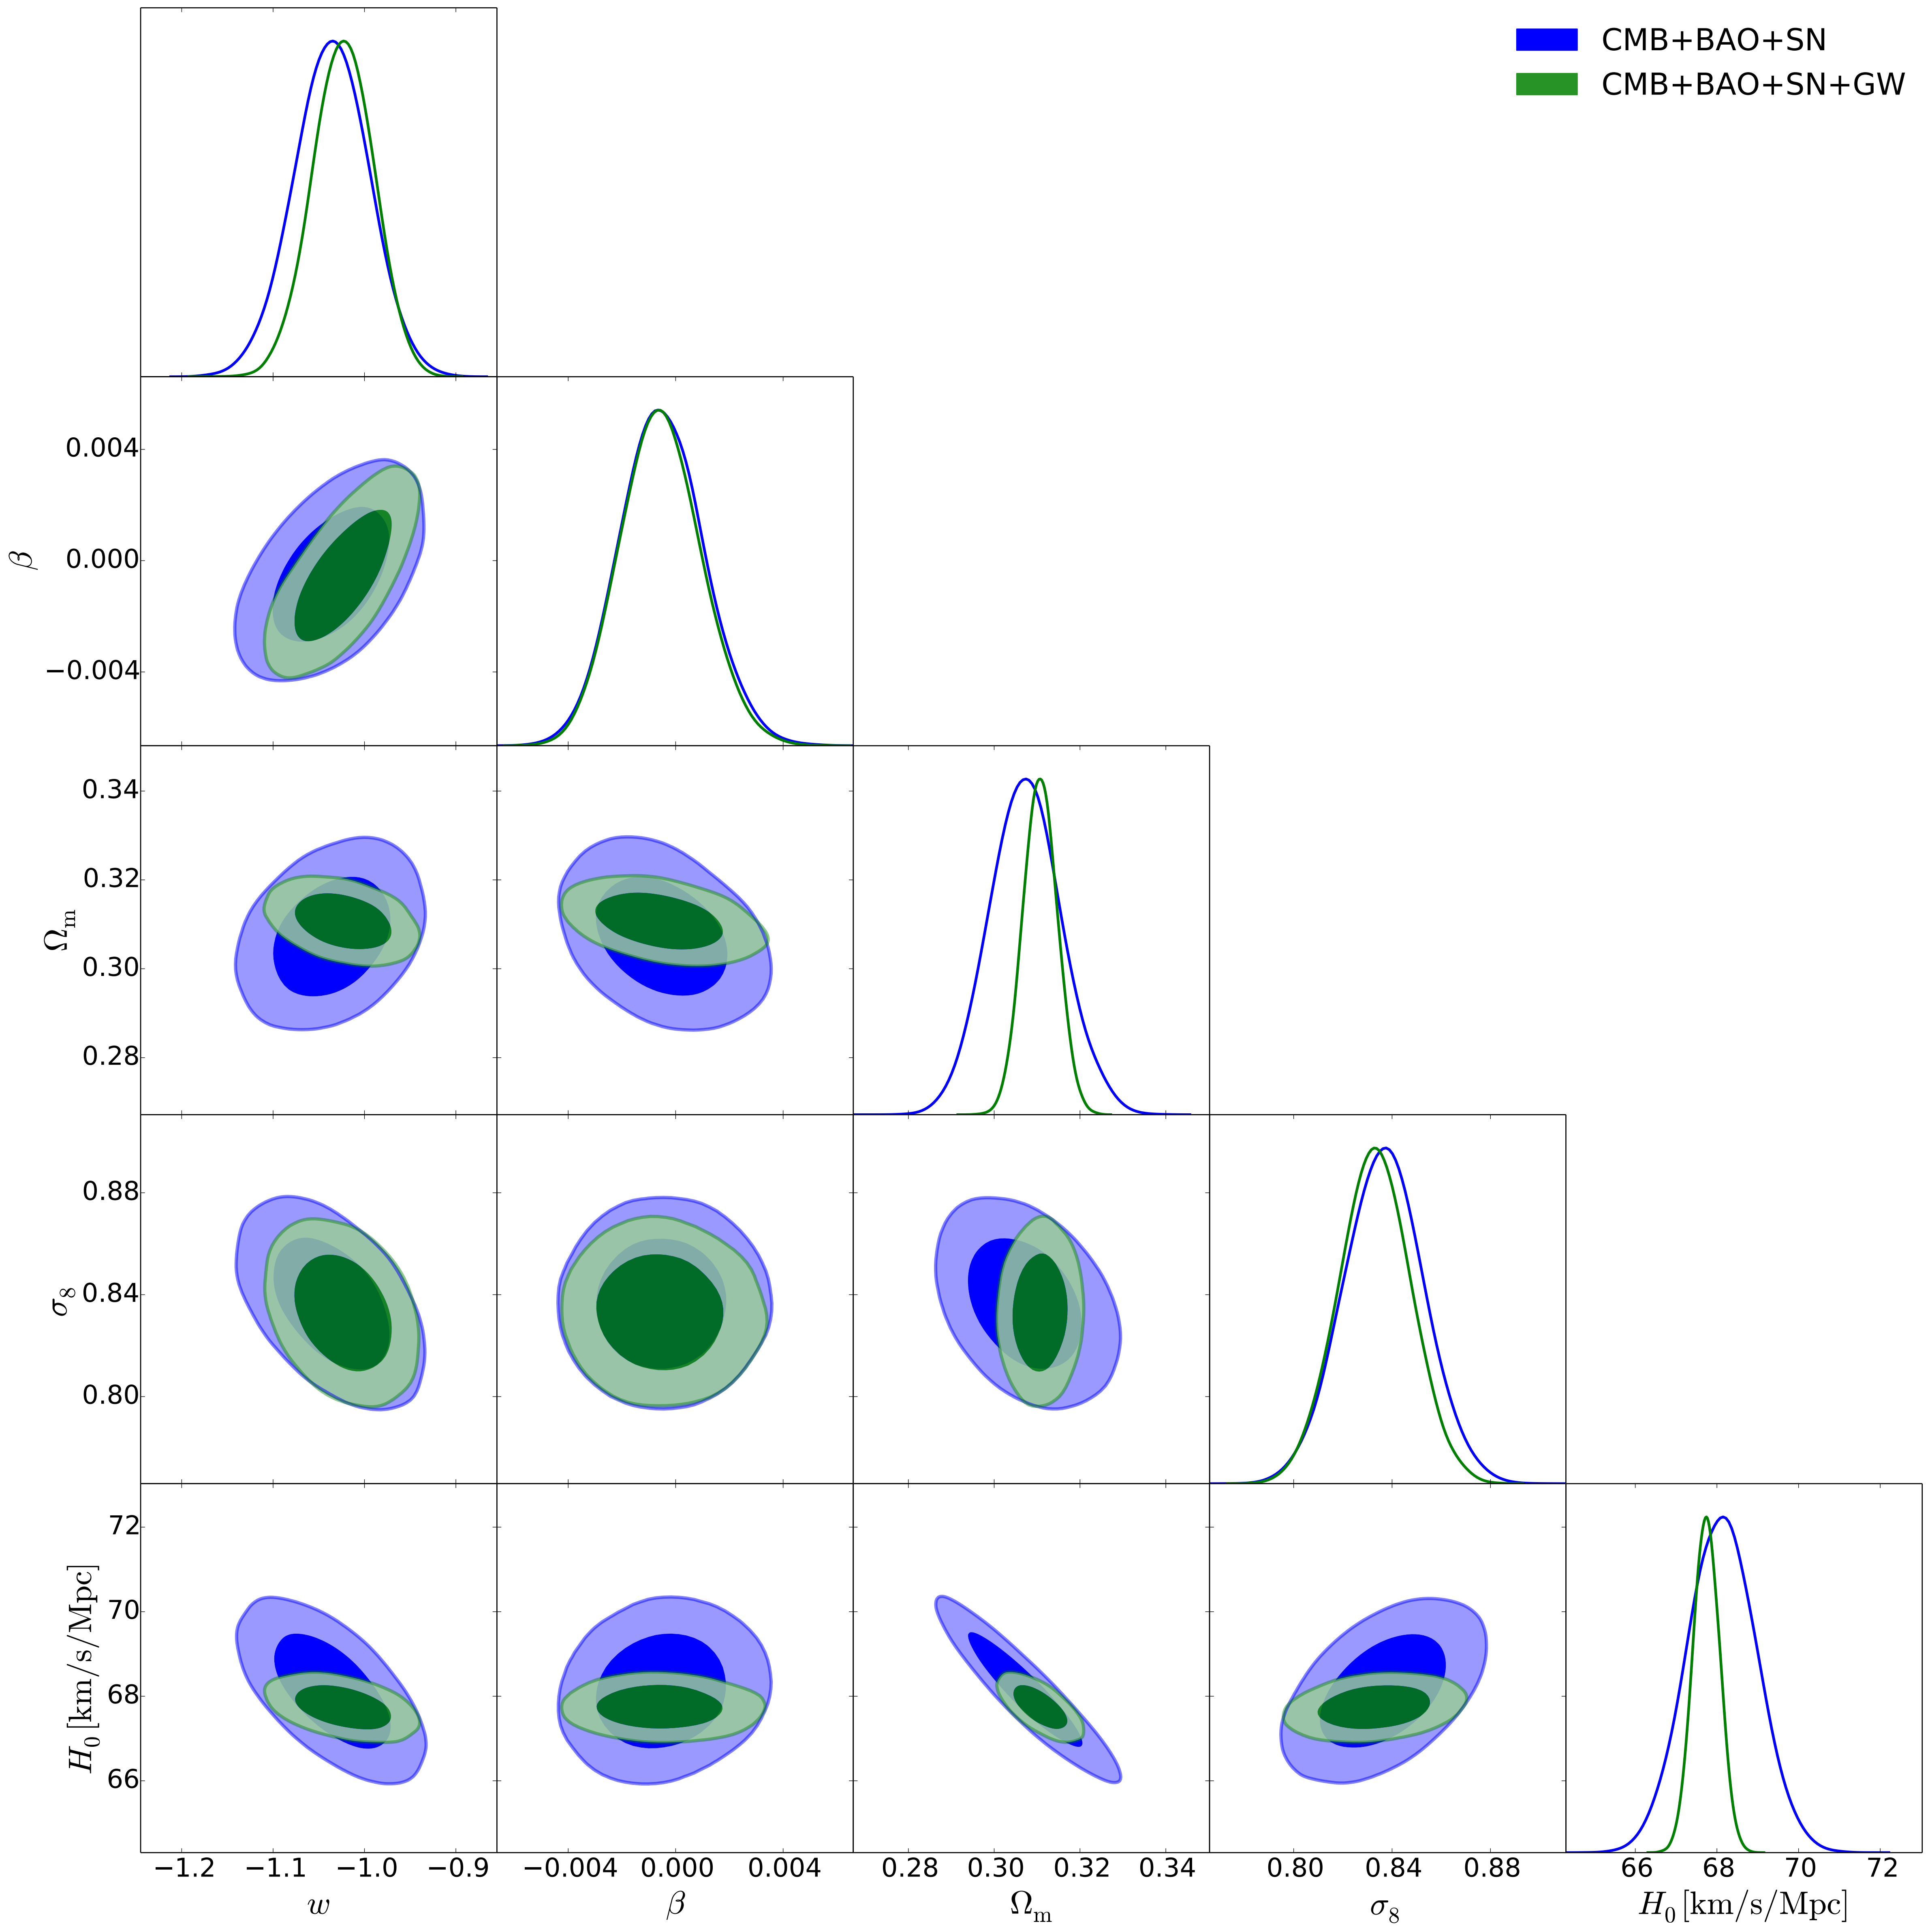 CMB+BAO+SN
CMB+BAO+SN+GW
β
0.004
0.000
−0.004
Ωm
0.34
0.32
0.30
0.28
σ8
0.88
0.84
0.80
H0 [km/s/Mpc]
72
70
68
66
−1.2 −1.1 −1.0 −0.9
−0.004 0.000 0.004
0.28 0.30 0.32 0.34
0.80 0.84 0.88
66 68 70 72
w
β
Ωm
σ8
H0 [km/s/Mpc]